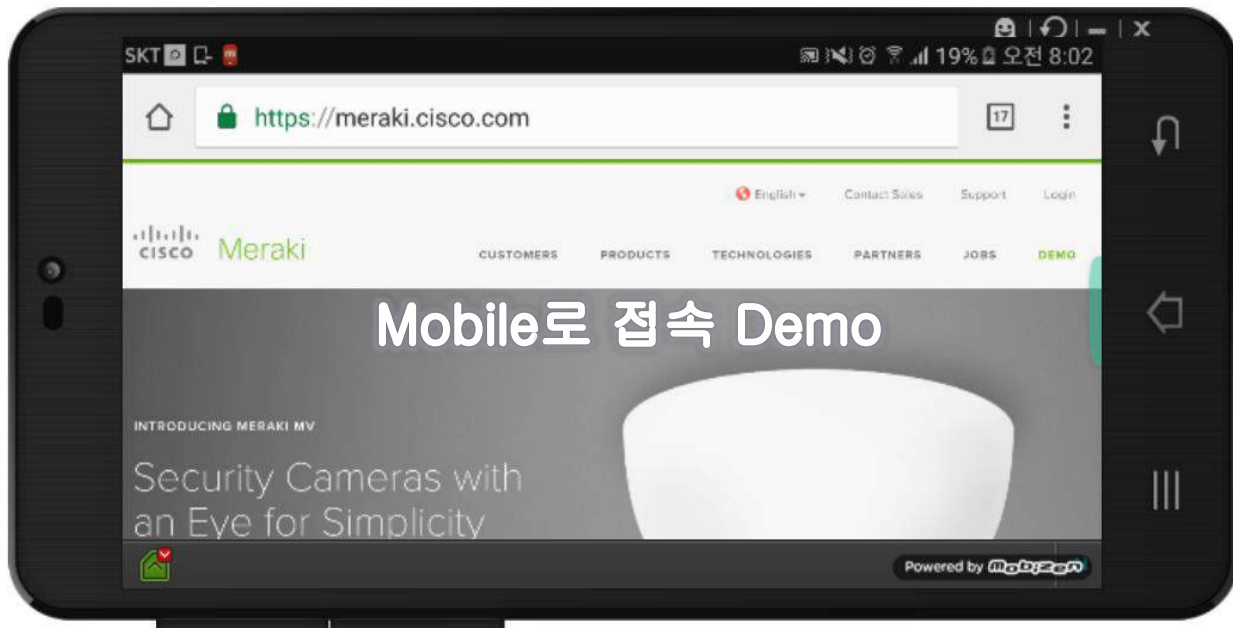 SKT 19% 오전 8:02
https://meraki.cisco.com 17
English Contact Sales Support Login
CISCO Meraki CUSTOMERS PRODUCTS TECHNOLOGIES PARTNERS JOBS DEMO
Mobile로 접속 Demo
INTRODUCING MERAKI MV
Security Cameras with
an Eye for Simplicity
Powered by Mobizen